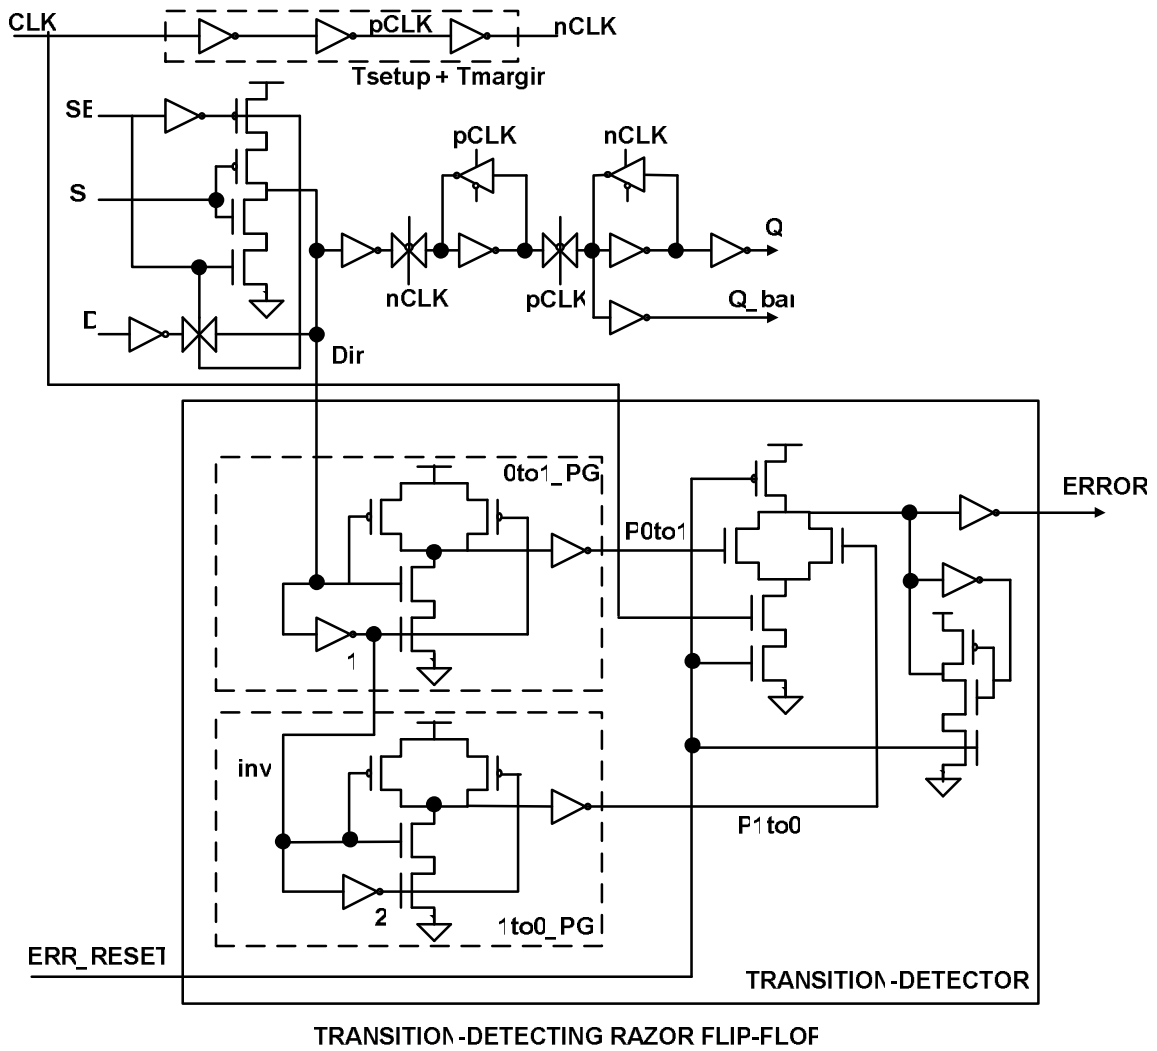 CLK
pCLK
nCLK
Tsetup + Tmargir
SE
pCLK
nCLK
S
Q
nCLK
pCLK
Q_bar
D
Dir
0to1_PG
ERROR
P0to1
1
inv
P1to0
2
1to0_PG
ERR_RESET
TRANSITION-DETECTOR
TRANSITION-DETECTING RAZOR FLIP-FLOP